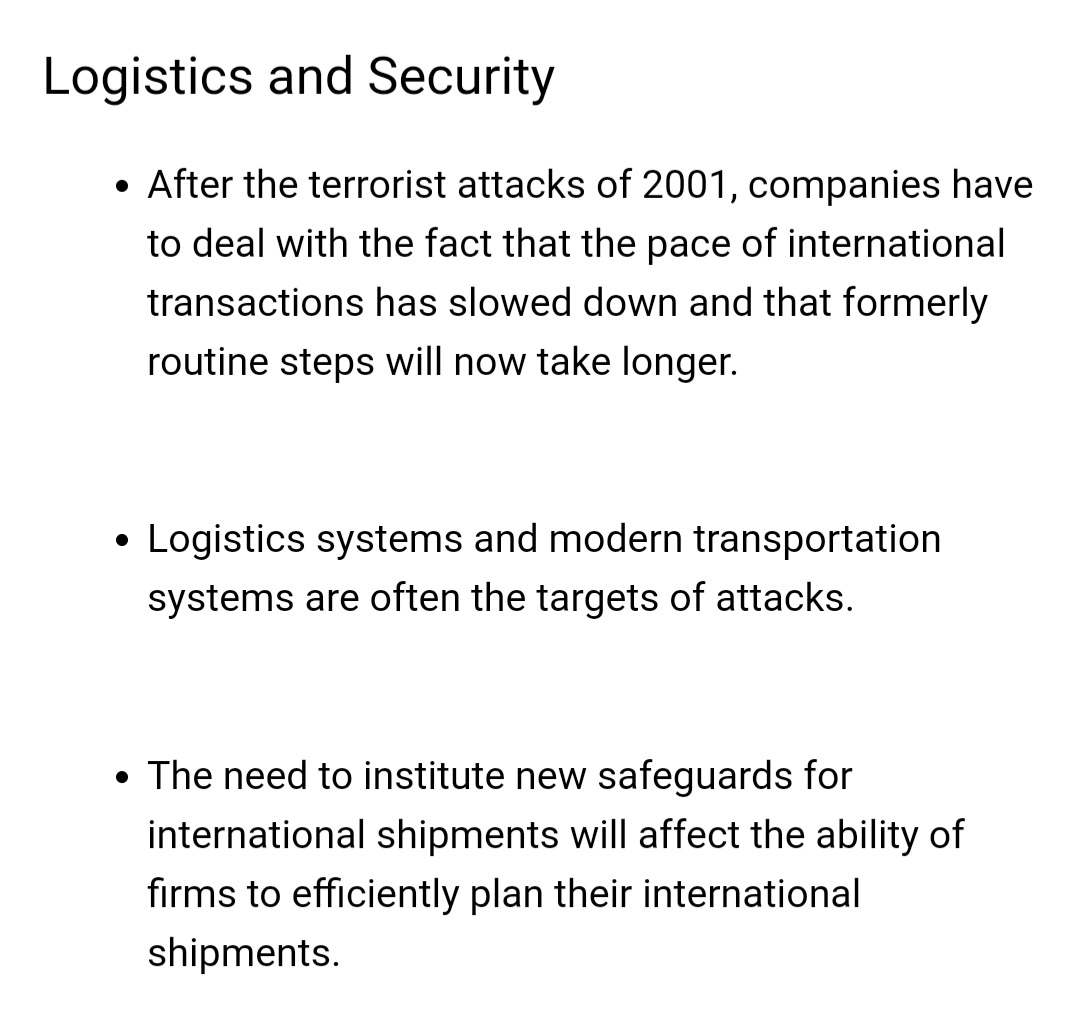 Logistics and Security
• After the terrorist attacks of 2001, companies have
to deal with the fact that the pace of international
transactions has slowed down and that formerly
routine steps will now take longer.
• Logistics systems and modern transportation
systems are often the targets of attacks.
• The need to institute new safeguards for
international shipments will affect the ability of
firms to efficiently plan their international
shipments.